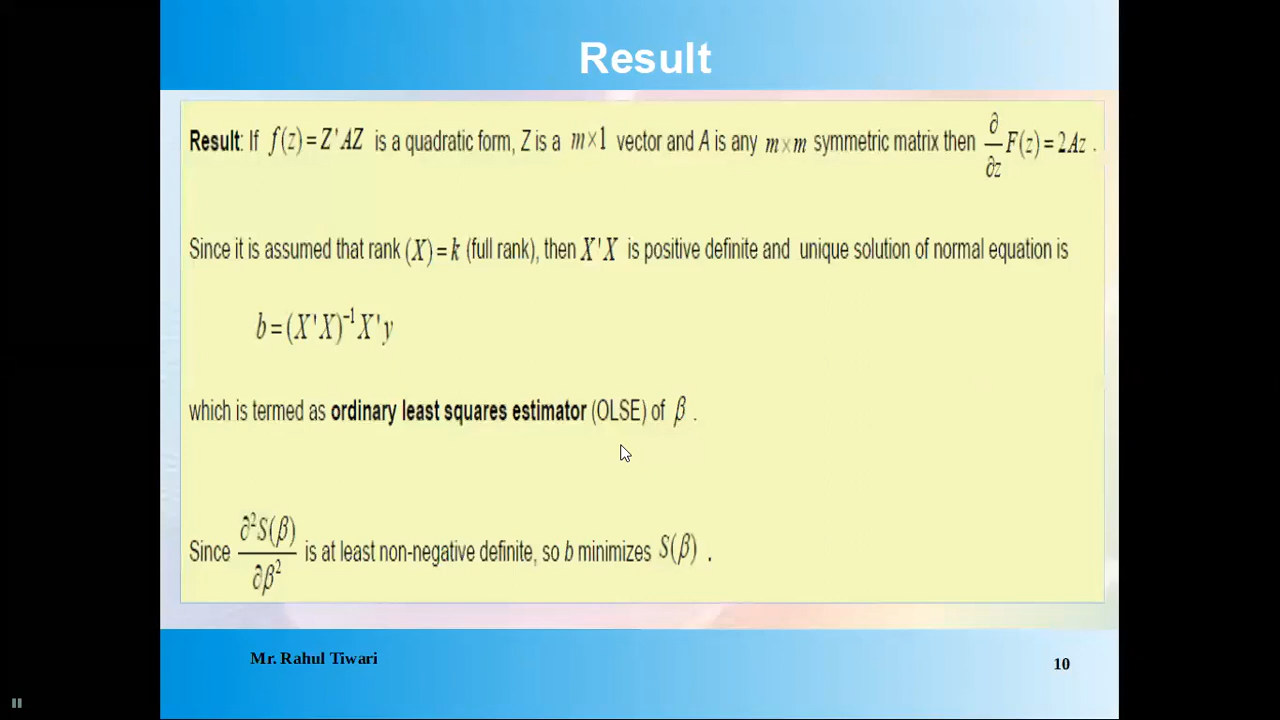 Result
Result: If f(z) = Z'AZ is a quadratic form, Z is a m×1 vector and A is any m×m symmetric matrix then ∂/∂z F(z) = 2Az .
Since it is assumed that rank (X) = k (full rank), then X'X is positive definite and unique solution of normal equation is
b = (X'X)⁻¹ X'y
which is termed as ordinary least squares estimator (OLSE) of β .
Since ∂²S(β)/∂β² is at least non-negative definite, so b minimizes S(β) .
Mr. Rahul Tiwari
10